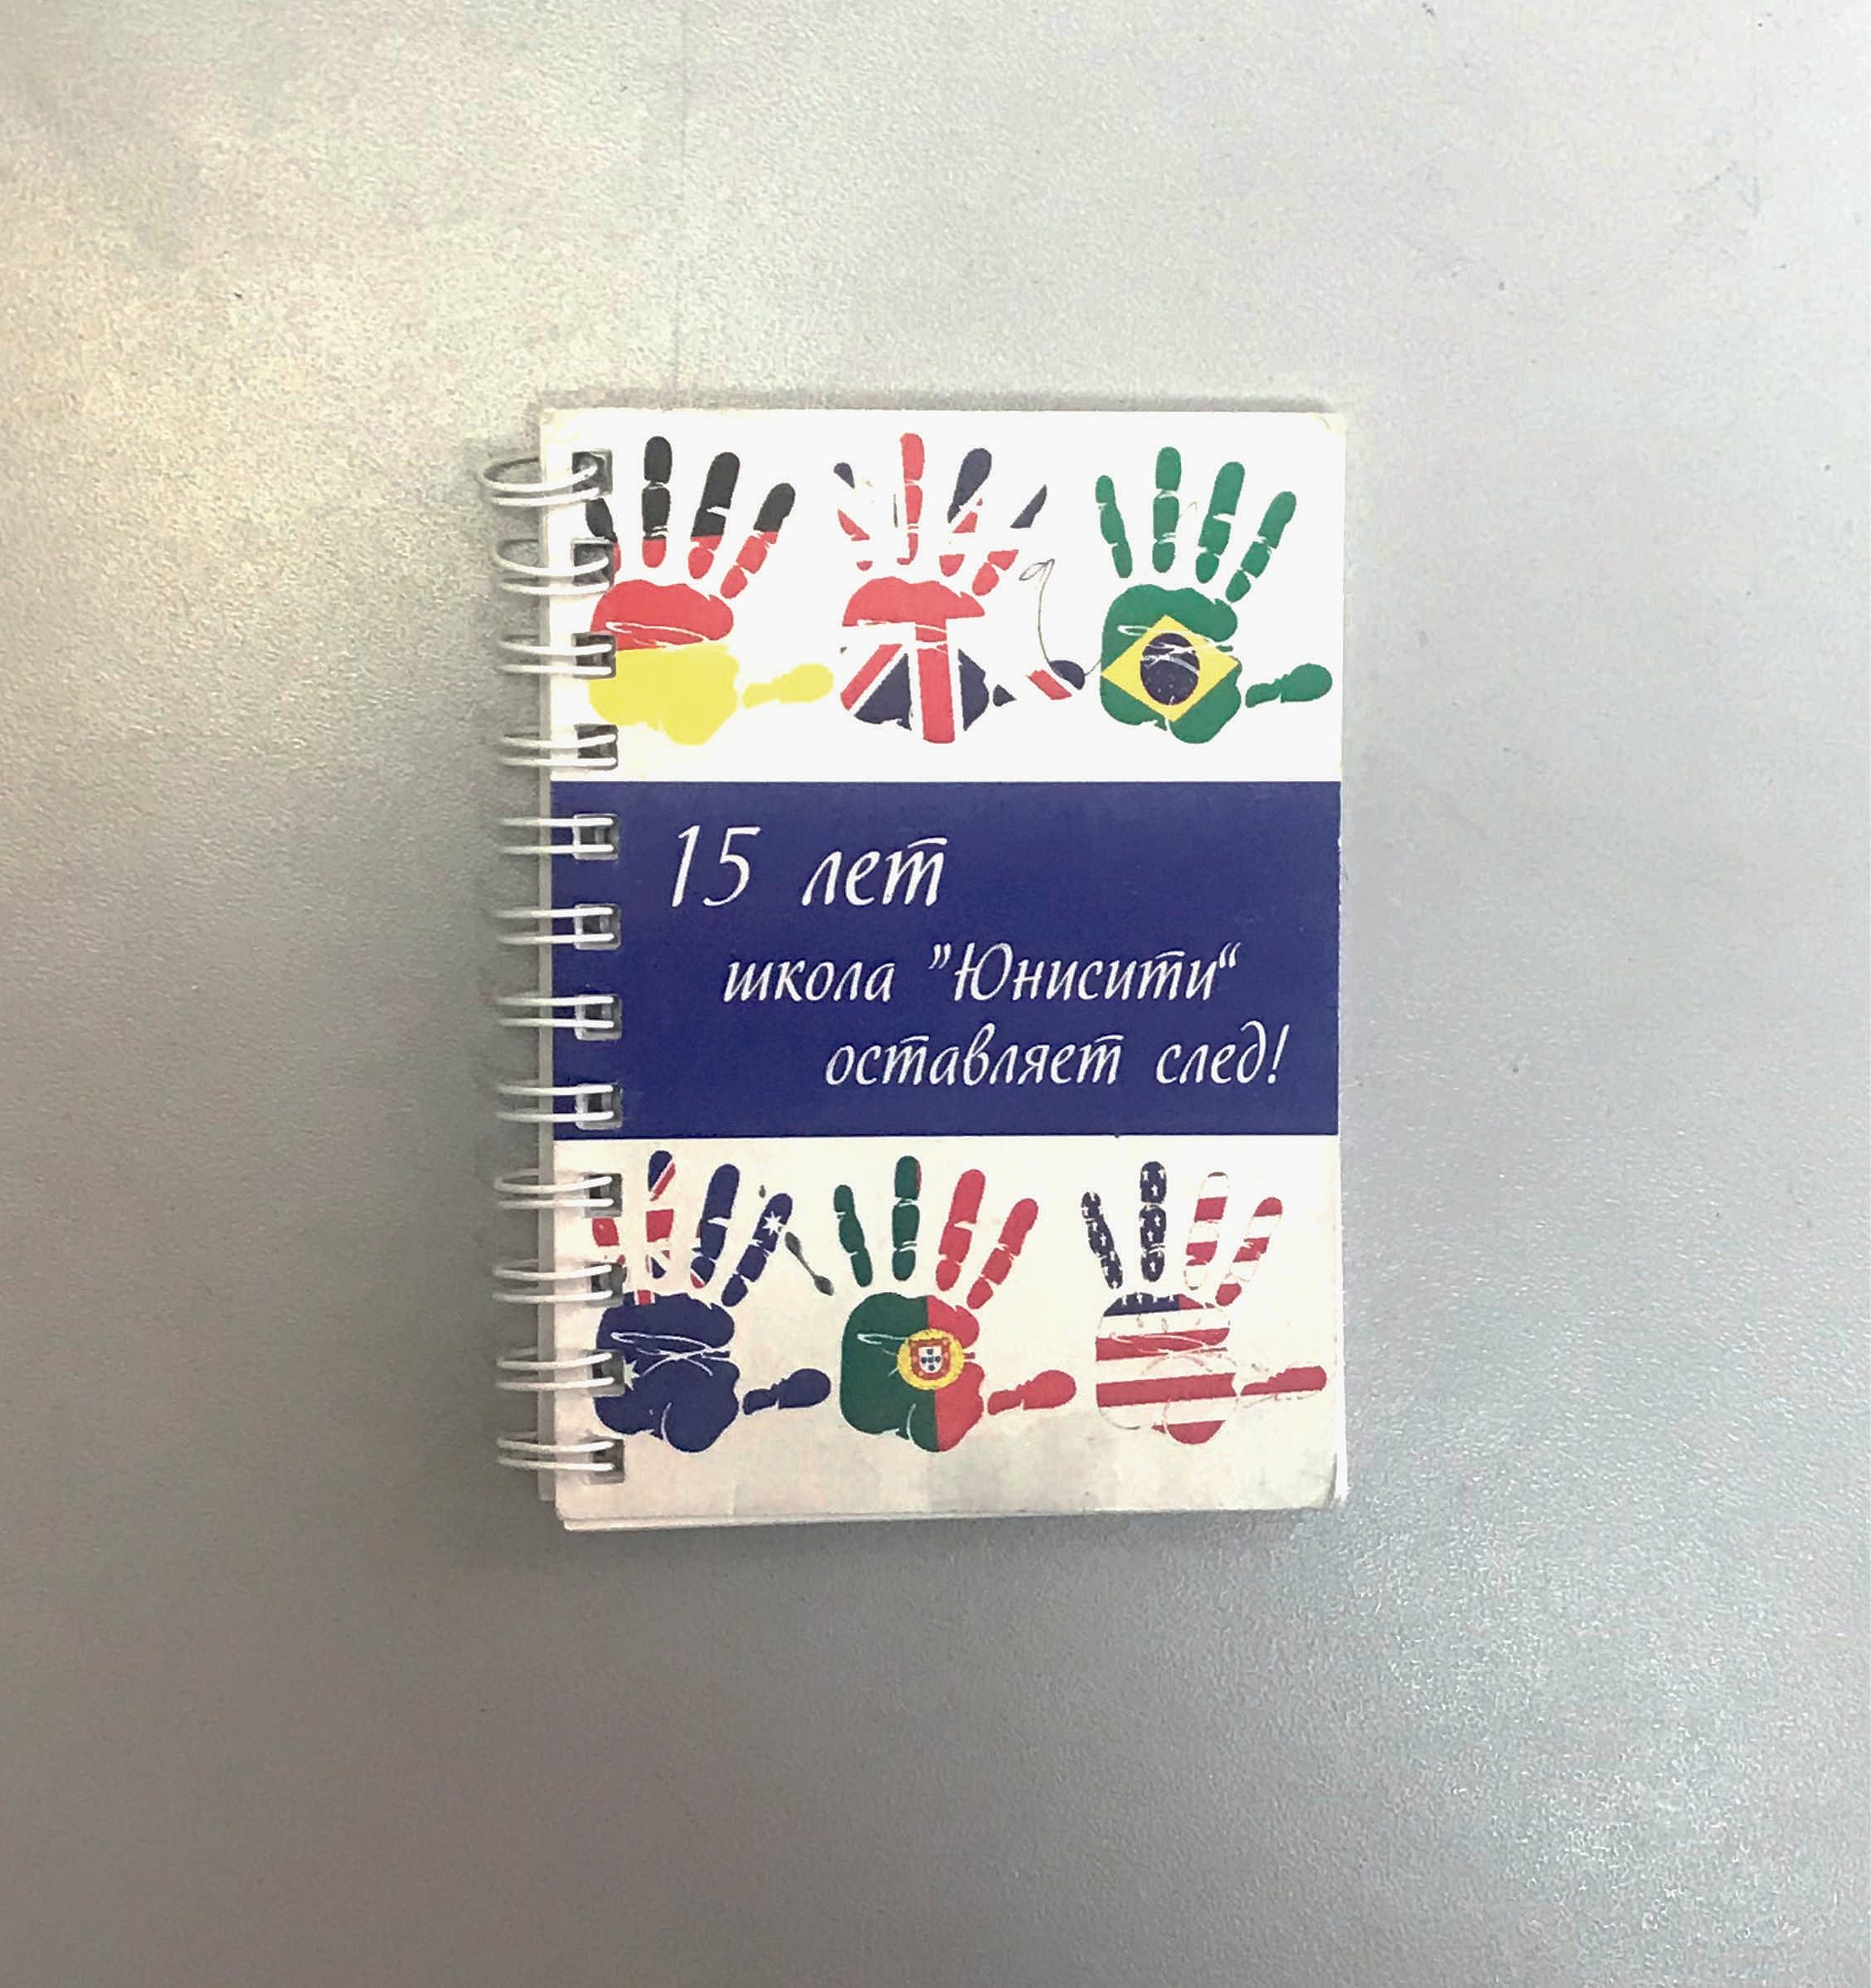 15 лет
школа "Юнисити"
оставляет след!